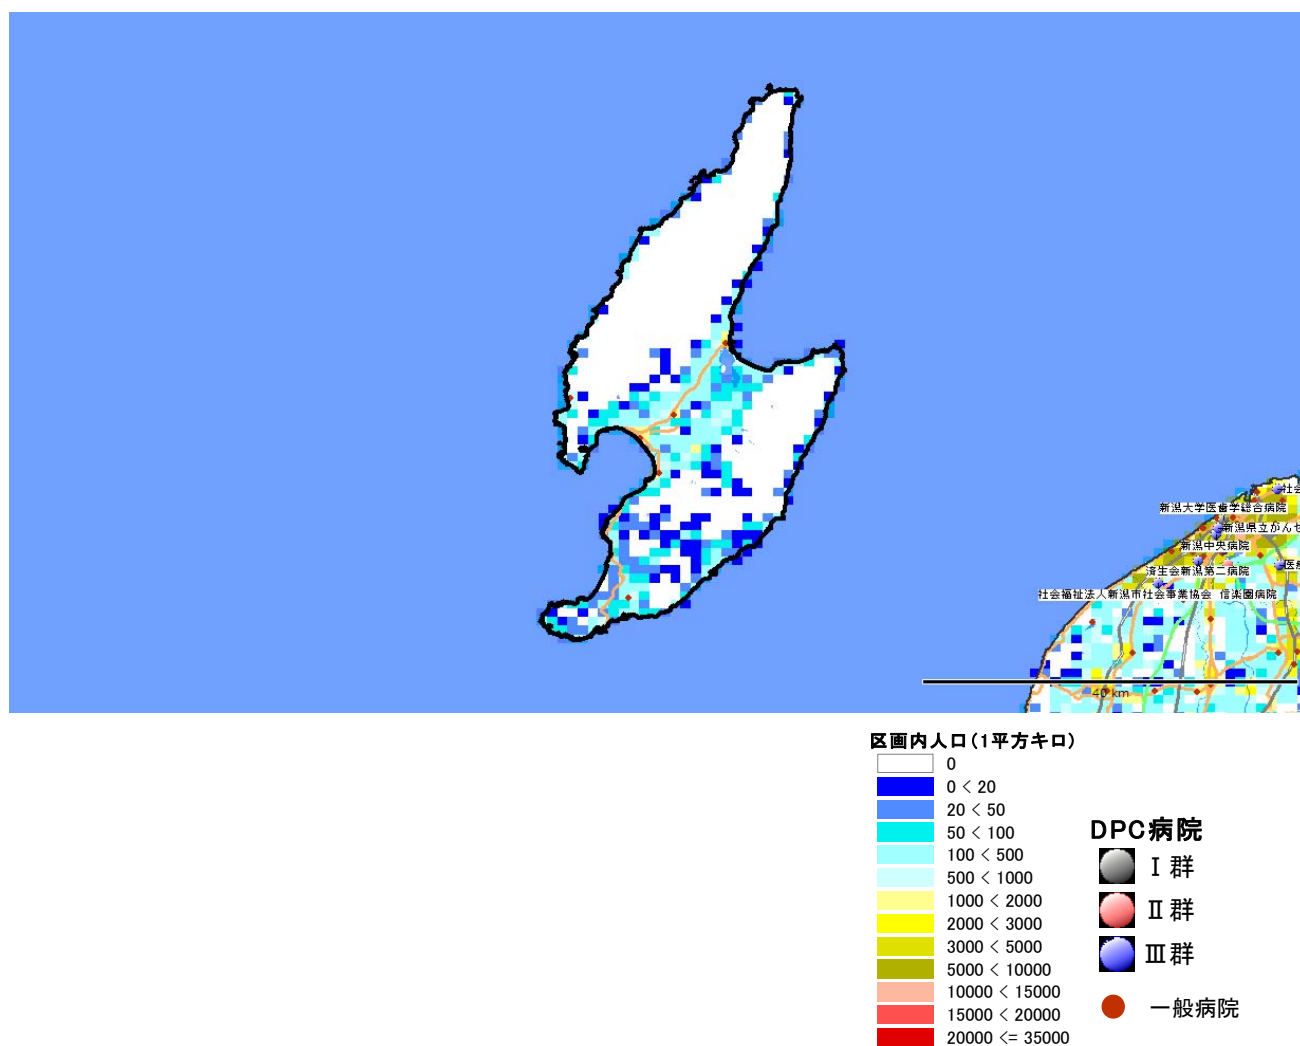 社会
新潟大学医歯学総合病院
新潟県立がんセ
新潟中央病院
済生会新潟第二病院
医療
社会福祉法人新潟市社会事業協会 信楽園病院
40 km
区画内人口(1平方キロ)
0
0 < 20
20 < 50
50 < 100
100 < 500
500 < 1000
1000 < 2000
2000 < 3000
3000 < 5000
5000 < 10000
10000 < 15000
15000 < 20000
20000 <= 35000
DPC病院
Ⅰ群
Ⅱ群
Ⅲ群
一般病院